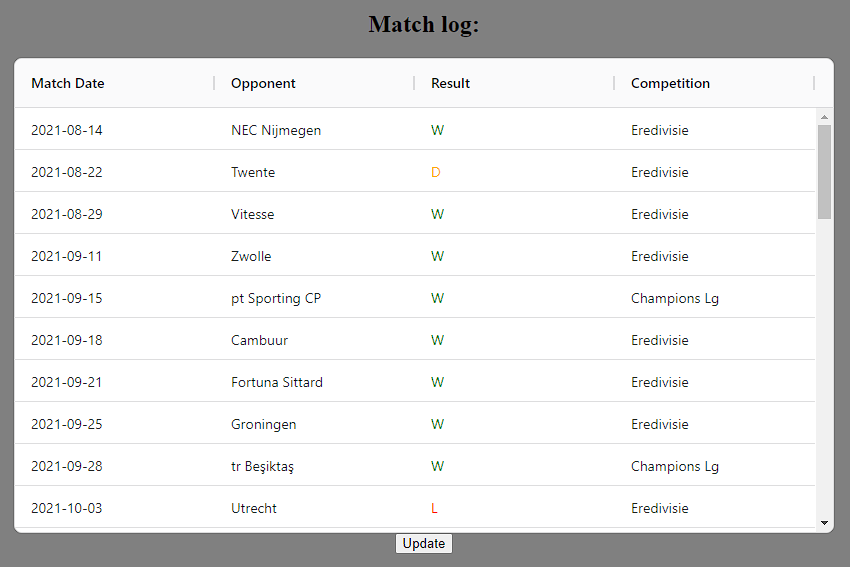 Match log:
Match Date Opponent Result Competition
2021-08-14 NEC Nijmegen W Eredivisie
2021-08-22 Twente D Eredivisie
2021-08-29 Vitesse W Eredivisie
2021-09-11 Zwolle W Eredivisie
2021-09-15 pt Sporting CP W Champions Lg
2021-09-18 Cambuur W Eredivisie
2021-09-21 Fortuna Sittard W Eredivisie
2021-09-25 Groningen W Eredivisie
2021-09-28 tr Beşiktaş W Champions Lg
2021-10-03 Utrecht L Eredivisie
Update